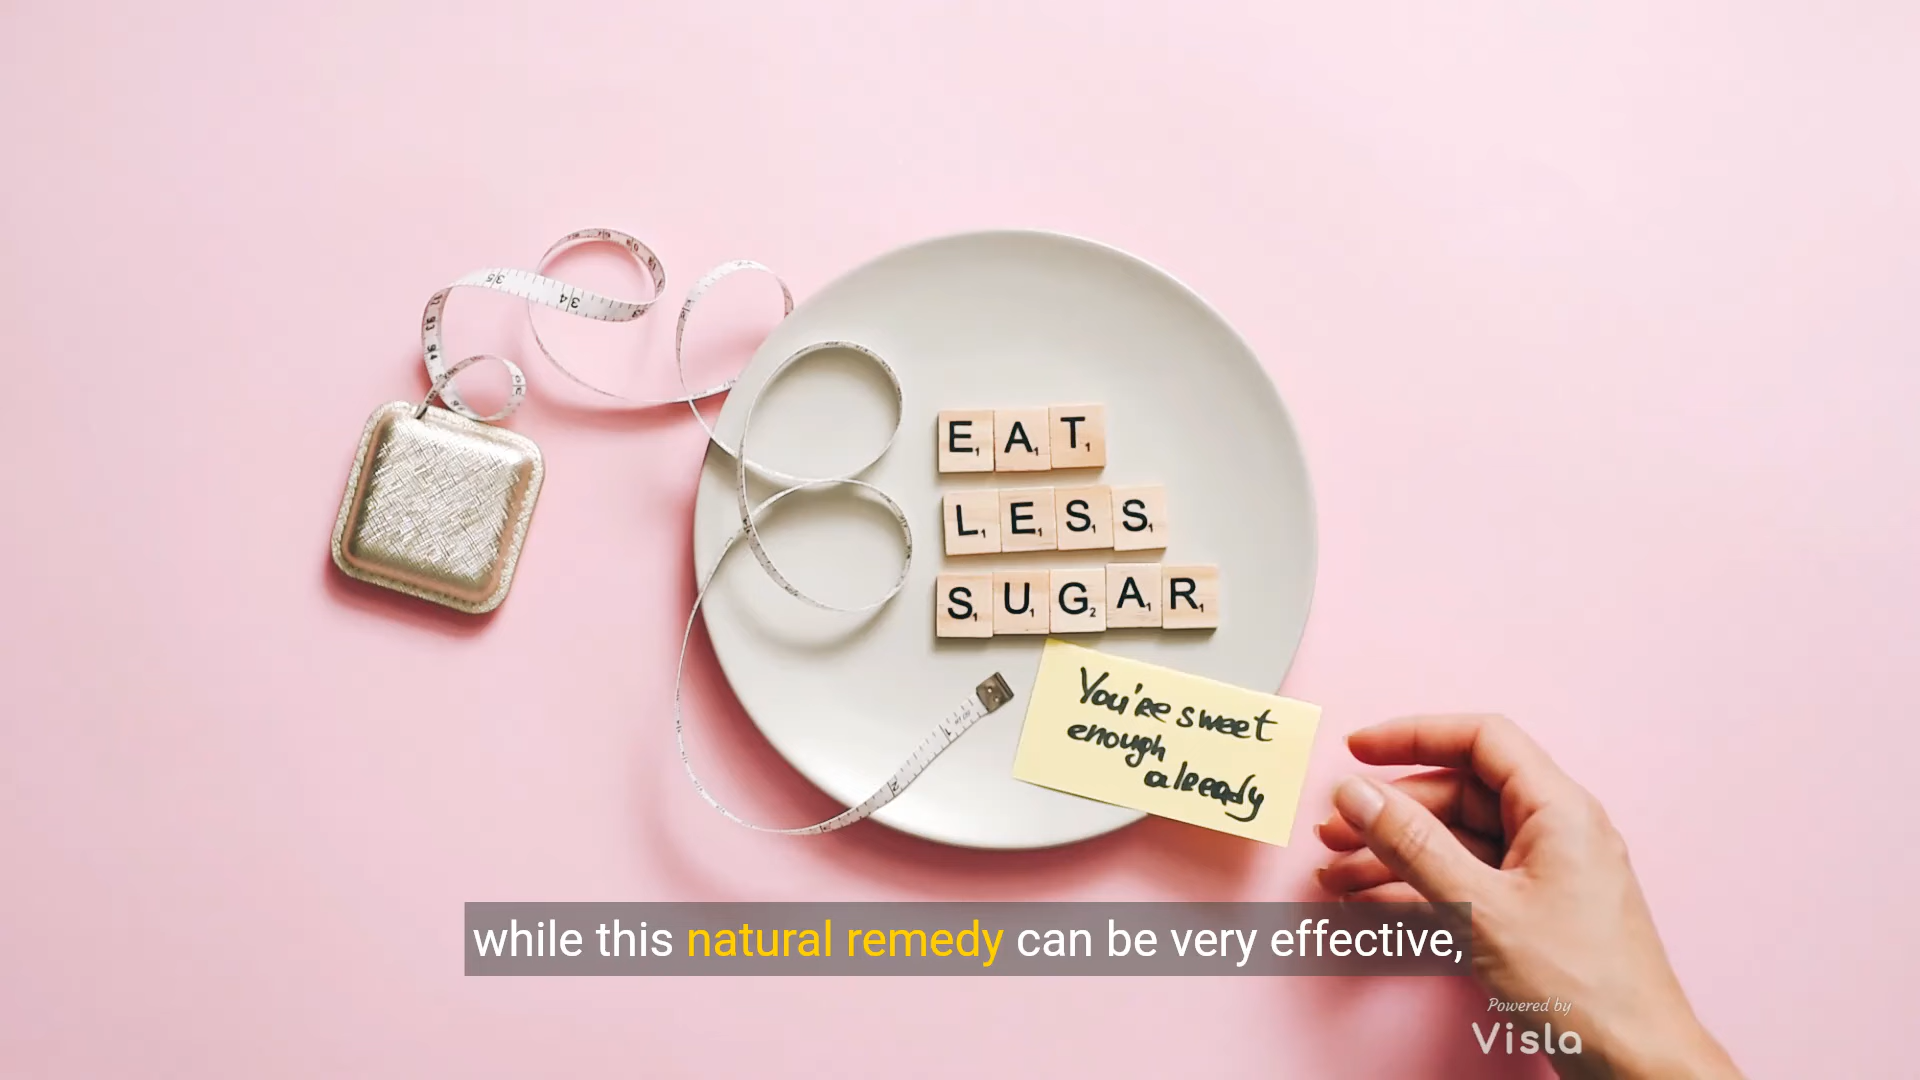 EAT
LESS
SUGAR
You're sweet
enough
already
while this natural remedy can be very effective,
Powered by
Visla